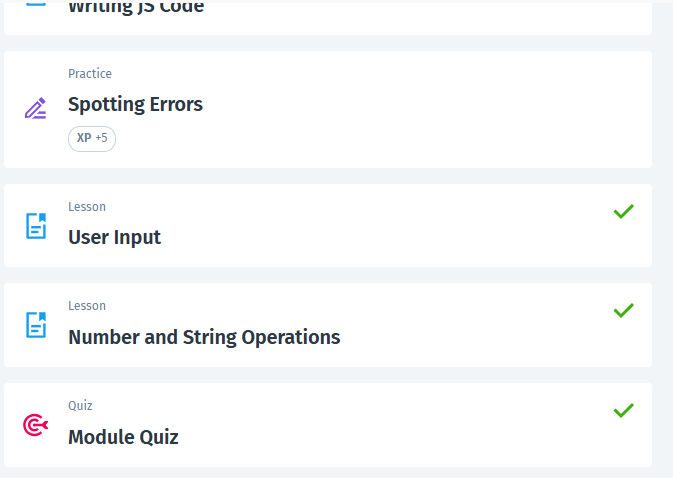 Writing JS Code
Practice
Spotting Errors
XP +5
Lesson
User Input
Lesson
Number and String Operations
Quiz
Module Quiz